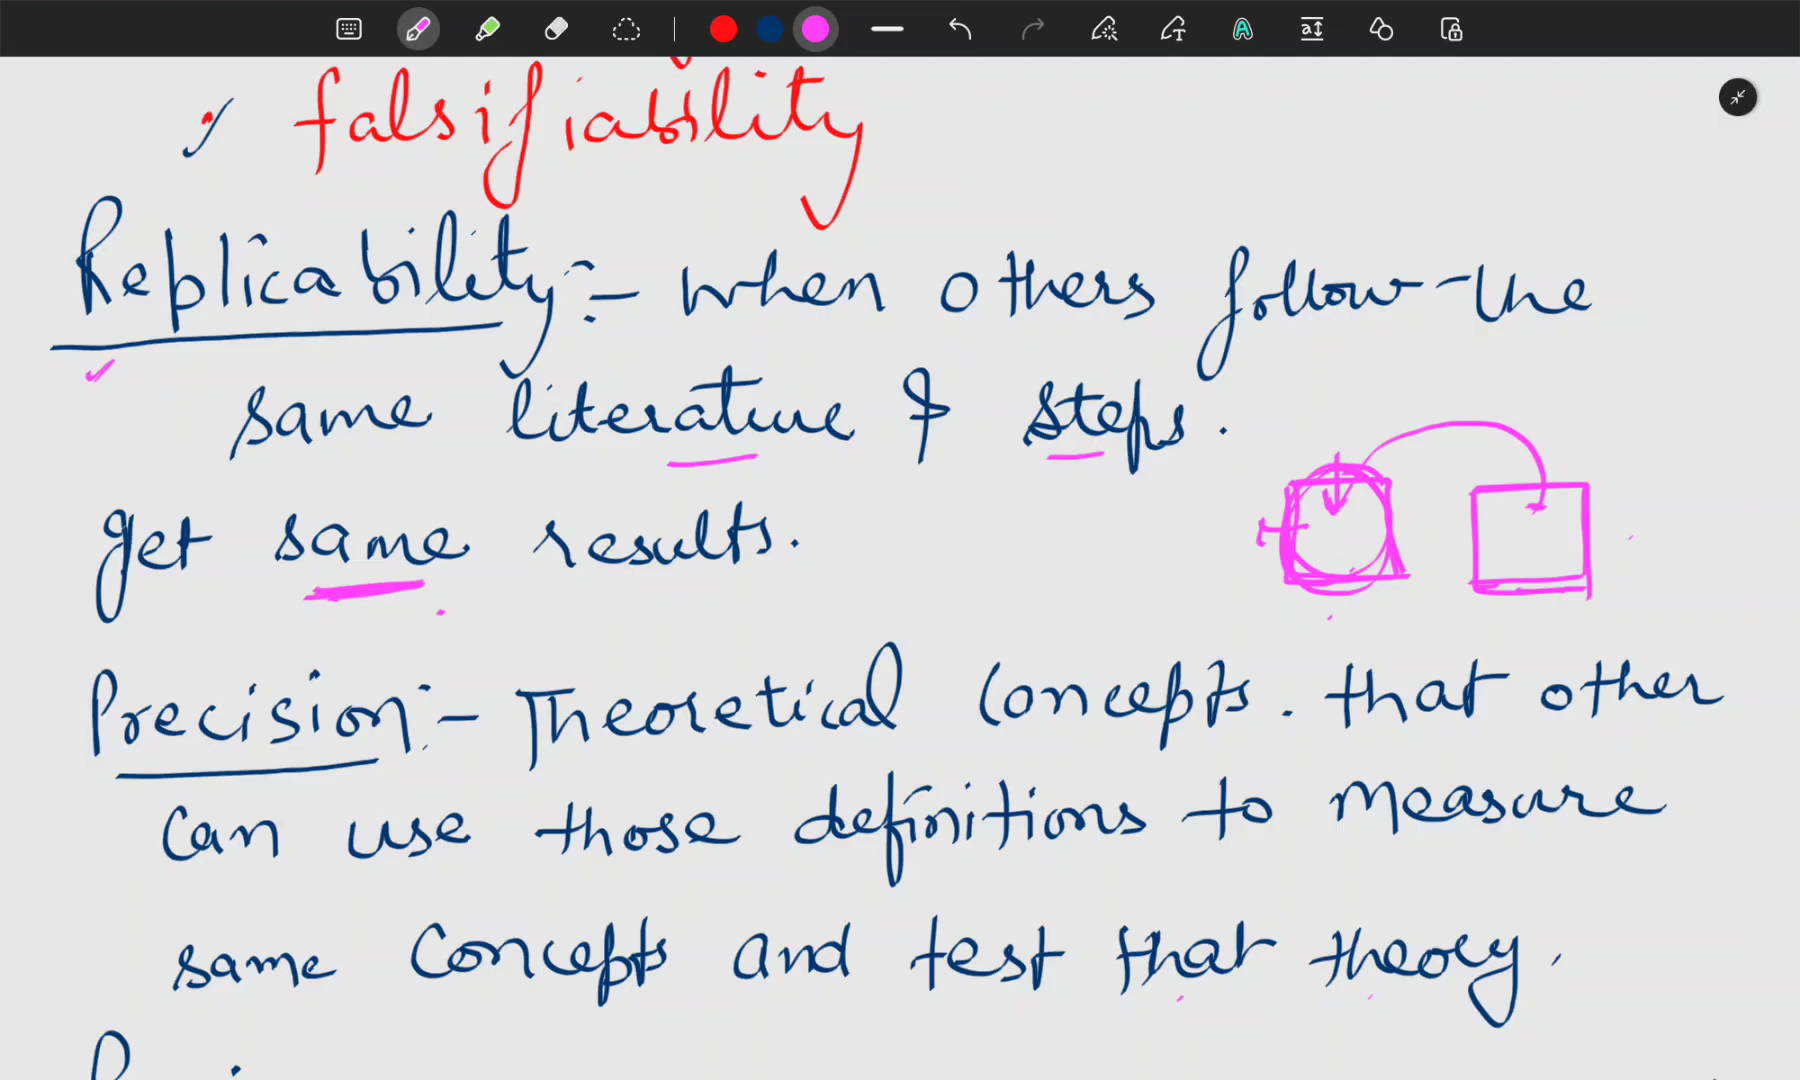 falsifiability
Replicability:- when others follow the
same literature & steps.
get same results.
Precision:- Theoretical concepts. that other
can use those definitions to measure
same concepts and test that theory.